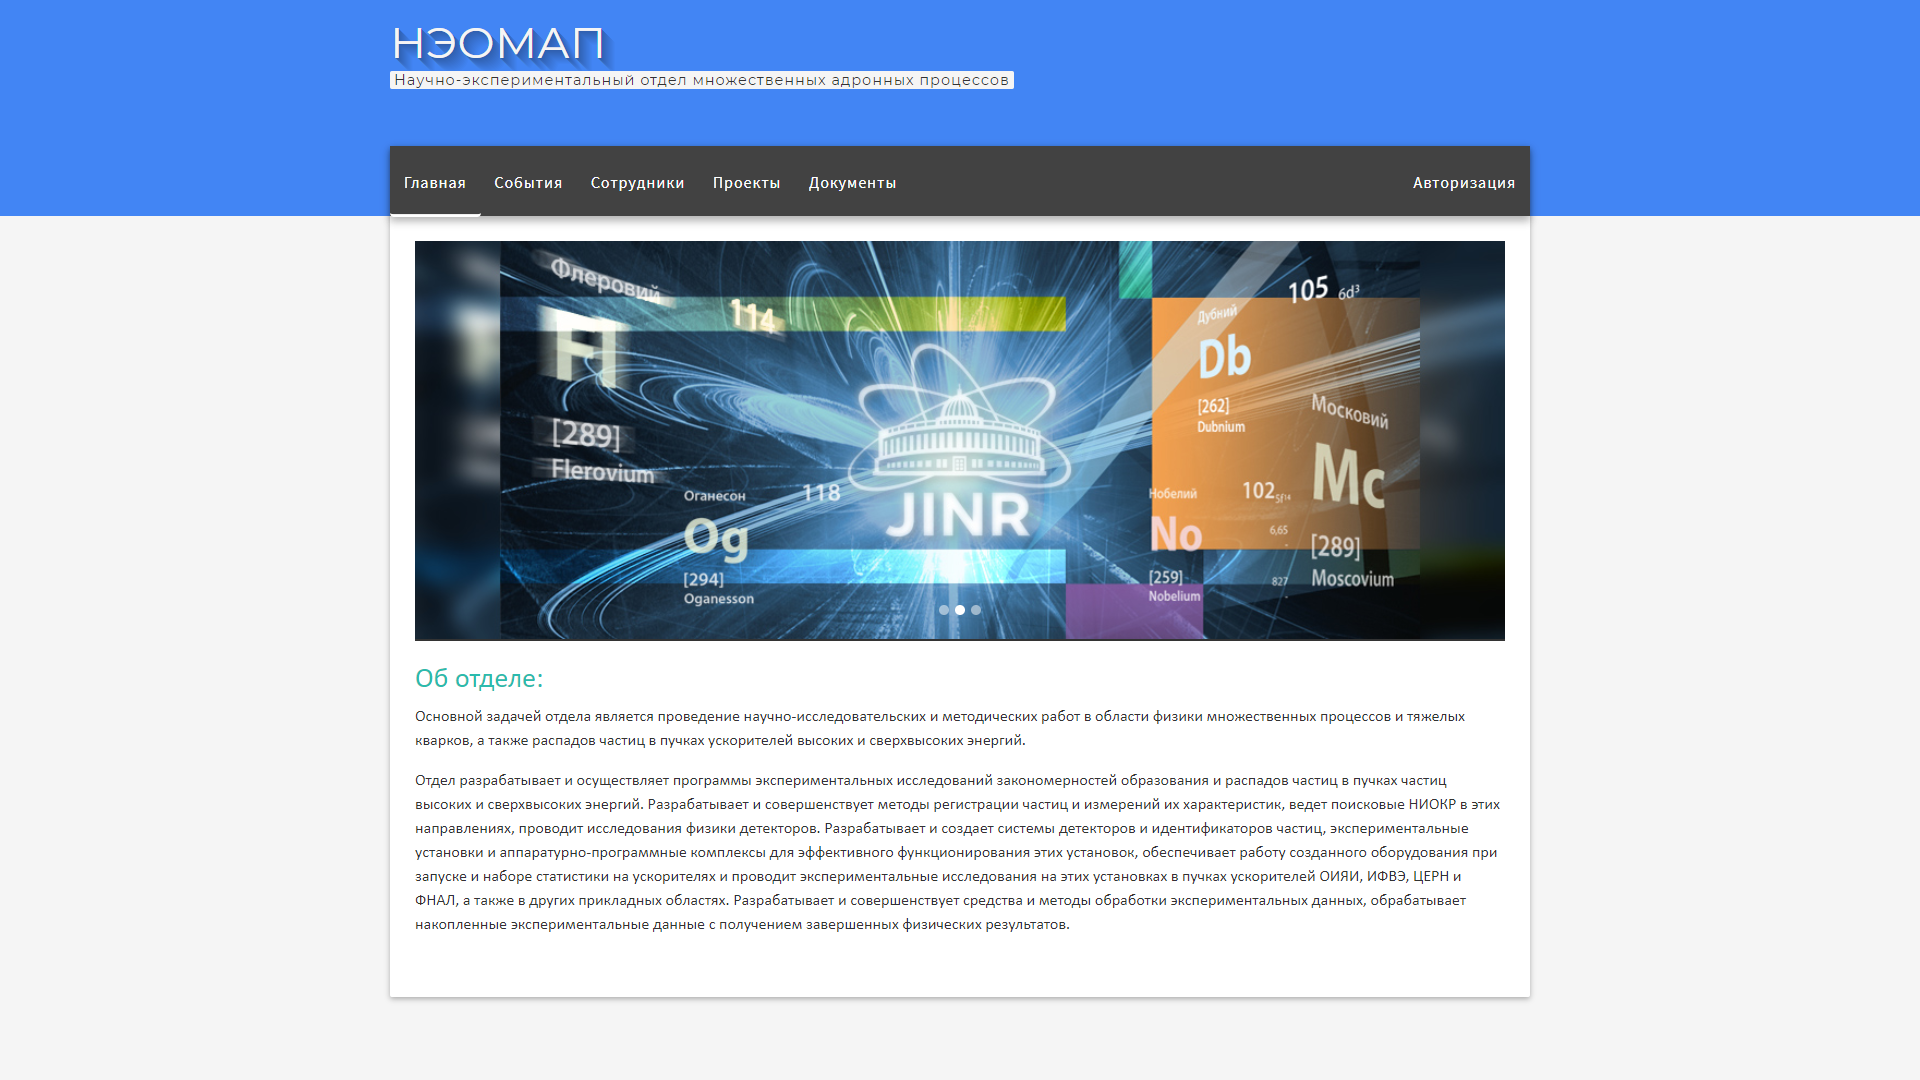 НЭОМАП
Научно-экспериментальный отдел множественных адронных процессов
Главная
События
Сотрудники
Проекты
Документы
Авторизация
Флеровий
114
Fl
[289]
Flerovium
Оганесон
118
Og
[294]
Oganesson
JINR
105 6d³
Дубний
Db
[262]
Dubnium
Московий
Mc
[289]
Moscovium
Нобелий
102 5f¹⁴
No
6,65
[259]
827
Nobelium
Об отделе:
Основной задачей отдела является проведение научно-исследовательских и методических работ в области физики множественных процессов и тяжелых
кварков, а также распадов частиц в пучках ускорителей высоких и сверхвысоких энергий.
Отдел разрабатывает и осуществляет программы экспериментальных исследований закономерностей образования и распадов частиц в пучках частиц
высоких и сверхвысоких энергий. Разрабатывает и совершенствует методы регистрации частиц и измерений их характеристик, ведет поисковые НИОКР в этих
направлениях, проводит исследования физики детекторов. Разрабатывает и создает системы детекторов и идентификаторов частиц, экспериментальные
установки и аппаратурно-программные комплексы для эффективного функционирования этих установок, обеспечивает работу созданного оборудования при
запуске и наборе статистики на ускорителях и проводит экспериментальные исследования на этих установках в пучках ускорителей ОИЯИ, ИФВЭ, ЦЕРН и
ФНАЛ, а также в других прикладных областях. Разрабатывает и совершенствует средства и методы обработки экспериментальных данных, обрабатывает
накопленные экспериментальные данные с получением завершенных физических результатов.